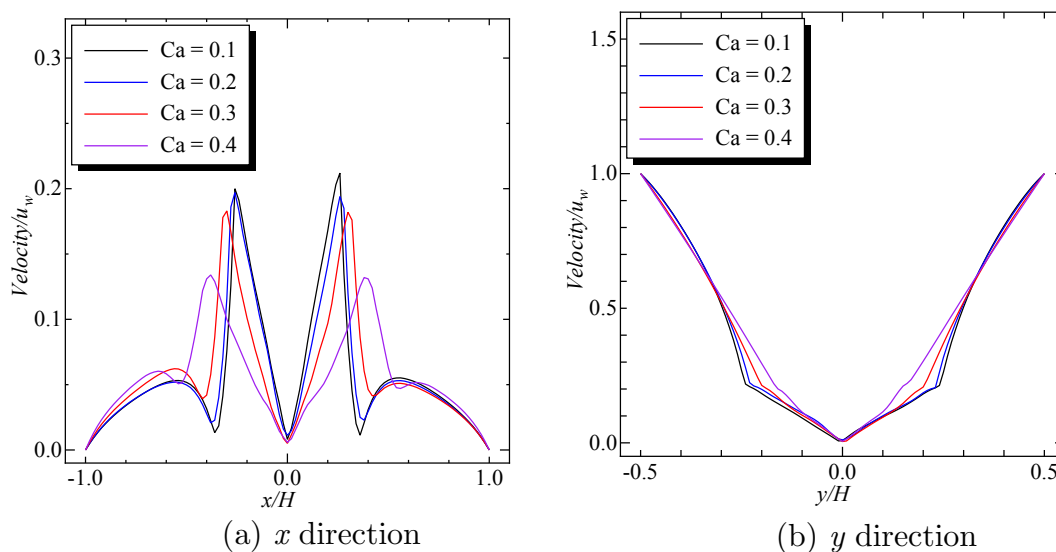 0.3
0.2
0.1
0.0
Velocity/u_w
Ca = 0.1
Ca = 0.2
Ca = 0.3
Ca = 0.4
-1.0
0.0
1.0
x/H
(a) x direction
1.5
1.0
0.5
0.0
Velocity/u_w
Ca = 0.1
Ca = 0.2
Ca = 0.3
Ca = 0.4
-0.5
0.0
0.5
y/H
(b) y direction